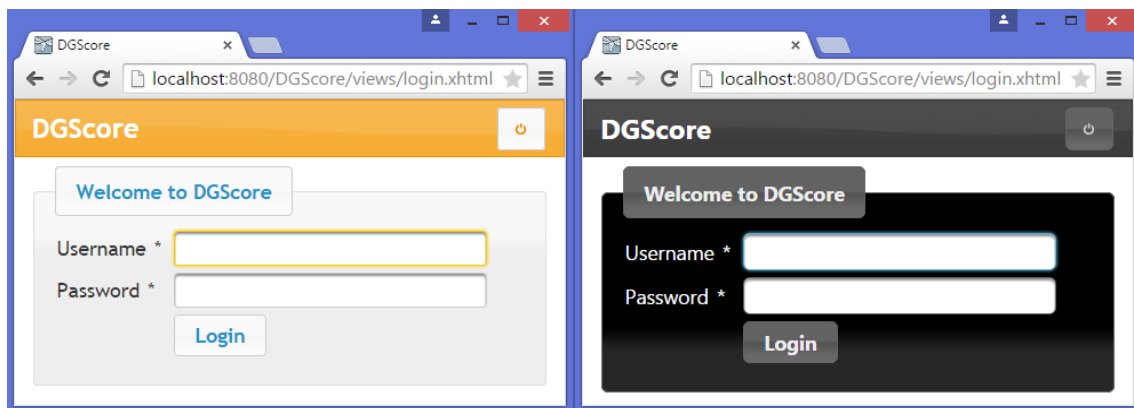 DGScore
localhost:8080/DGScore/views/login.xhtml
DGScore
Welcome to DGScore
Username *
Password *
Login
DGScore
localhost:8080/DGScore/views/login.xhtml
DGScore
Welcome to DGScore
Username *
Password *
Login